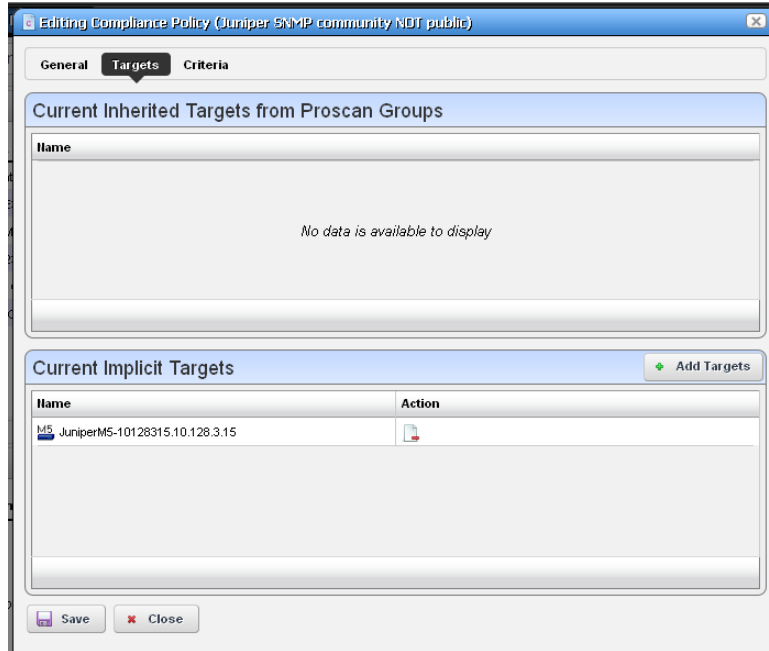 Editing Compliance Policy (Juniper SNMP community NOT public)
General Targets Criteria
Current Inherited Targets from Proscan Groups
Name
No data is available to display
Current Implicit Targets
Add Targets
Name Action
M5 JuniperM5-10128315.10.128.3.15
Save Close